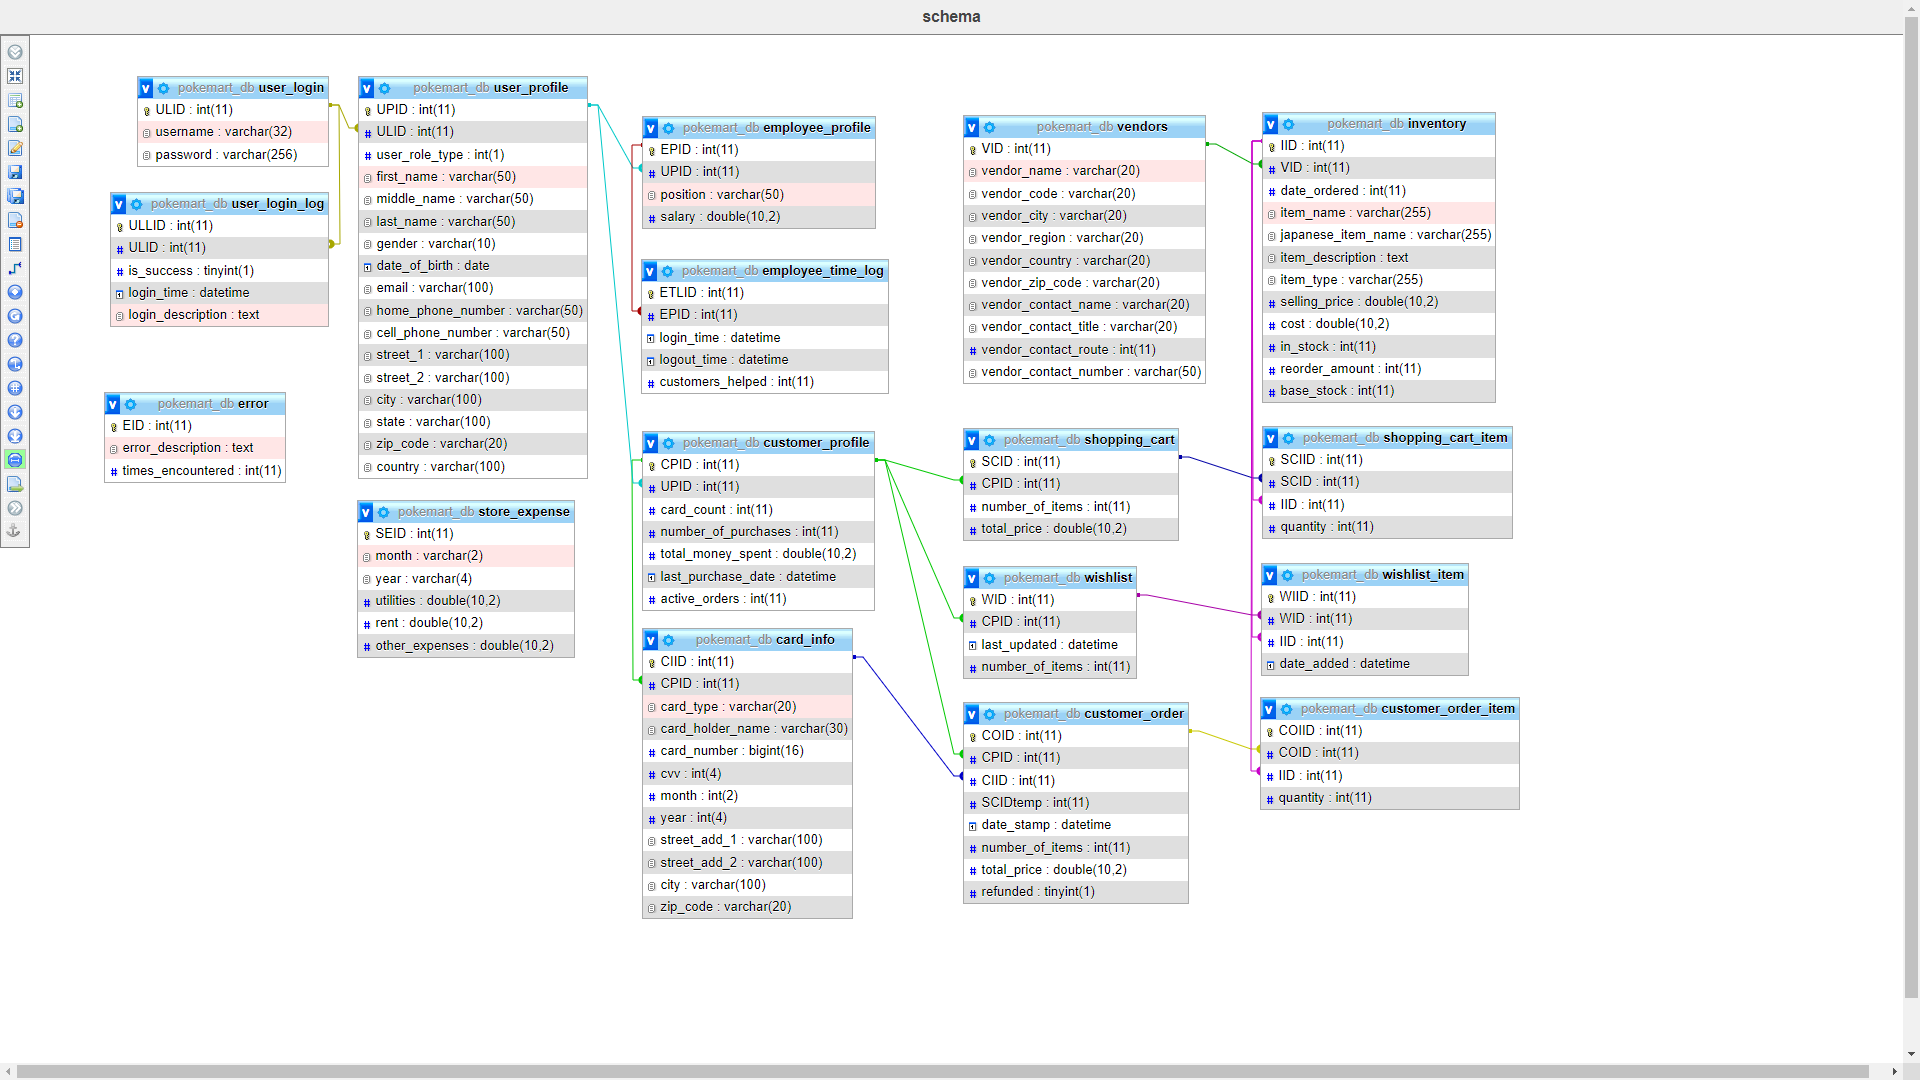 schema
pokemart_db user_login
ULID : int(11)
username : varchar(32)
password : varchar(256)
pokemart_db user_login_log
ULLID : int(11)
ULID : int(11)
is_success : tinyint(1)
login_time : datetime
login_description : text
pokemart_db error
EID : int(11)
error_description : text
times_encountered : int(11)
pokemart_db user_profile
UPID : int(11)
ULID : int(11)
user_role_type : int(1)
first_name : varchar(50)
middle_name : varchar(50)
last_name : varchar(50)
gender : varchar(10)
date_of_birth : date
email : varchar(100)
home_phone_number : varchar(50)
cell_phone_number : varchar(50)
street_1 : varchar(100)
street_2 : varchar(100)
city : varchar(100)
state : varchar(100)
zip_code : varchar(20)
country : varchar(100)
pokemart_db store_expense
SEID : int(11)
month : varchar(2)
year : varchar(4)
utilities : double(10,2)
rent : double(10,2)
other_expenses : double(10,2)
pokemart_db employee_profile
EPID : int(11)
UPID : int(11)
position : varchar(50)
salary : double(10,2)
pokemart_db employee_time_log
ETLID : int(11)
EPID : int(11)
login_time : datetime
logout_time : datetime
customers_helped : int(11)
pokemart_db customer_profile
CPID : int(11)
UPID : int(11)
card_count : int(11)
number_of_purchases : int(11)
total_money_spent : double(10,2)
last_purchase_date : datetime
active_orders : int(11)
pokemart_db card_info
CIID : int(11)
CPID : int(11)
card_type : varchar(20)
card_holder_name : varchar(30)
card_number : bigint(16)
cvv : int(4)
month : int(2)
year : int(4)
street_add_1 : varchar(100)
street_add_2 : varchar(100)
city : varchar(100)
zip_code : varchar(20)
pokemart_db vendors
VID : int(11)
vendor_name : varchar(20)
vendor_code : varchar(20)
vendor_city : varchar(20)
vendor_region : varchar(20)
vendor_country : varchar(20)
vendor_zip_code : varchar(20)
vendor_contact_name : varchar(20)
vendor_contact_title : varchar(20)
vendor_contact_route : int(11)
vendor_contact_number : varchar(50)
pokemart_db shopping_cart
SCID : int(11)
CPID : int(11)
number_of_items : int(11)
total_price : double(10,2)
pokemart_db wishlist
WID : int(11)
CPID : int(11)
last_updated : datetime
number_of_items : int(11)
pokemart_db customer_order
COID : int(11)
CPID : int(11)
CIID : int(11)
SCIDtemp : int(11)
date_stamp : datetime
number_of_items : int(11)
total_price : double(10,2)
refunded : tinyint(1)
pokemart_db inventory
IID : int(11)
VID : int(11)
date_ordered : int(11)
item_name : varchar(255)
japanese_item_name : varchar(255)
item_description : text
item_type : varchar(255)
selling_price : double(10,2)
cost : double(10,2)
in_stock : int(11)
reorder_amount : int(11)
base_stock : int(11)
pokemart_db shopping_cart_item
SCIID : int(11)
SCID : int(11)
IID : int(11)
quantity : int(11)
pokemart_db wishlist_item
WIID : int(11)
WID : int(11)
IID : int(11)
date_added : datetime
pokemart_db customer_order_item
COIID : int(11)
COID : int(11)
IID : int(11)
quantity : int(11)